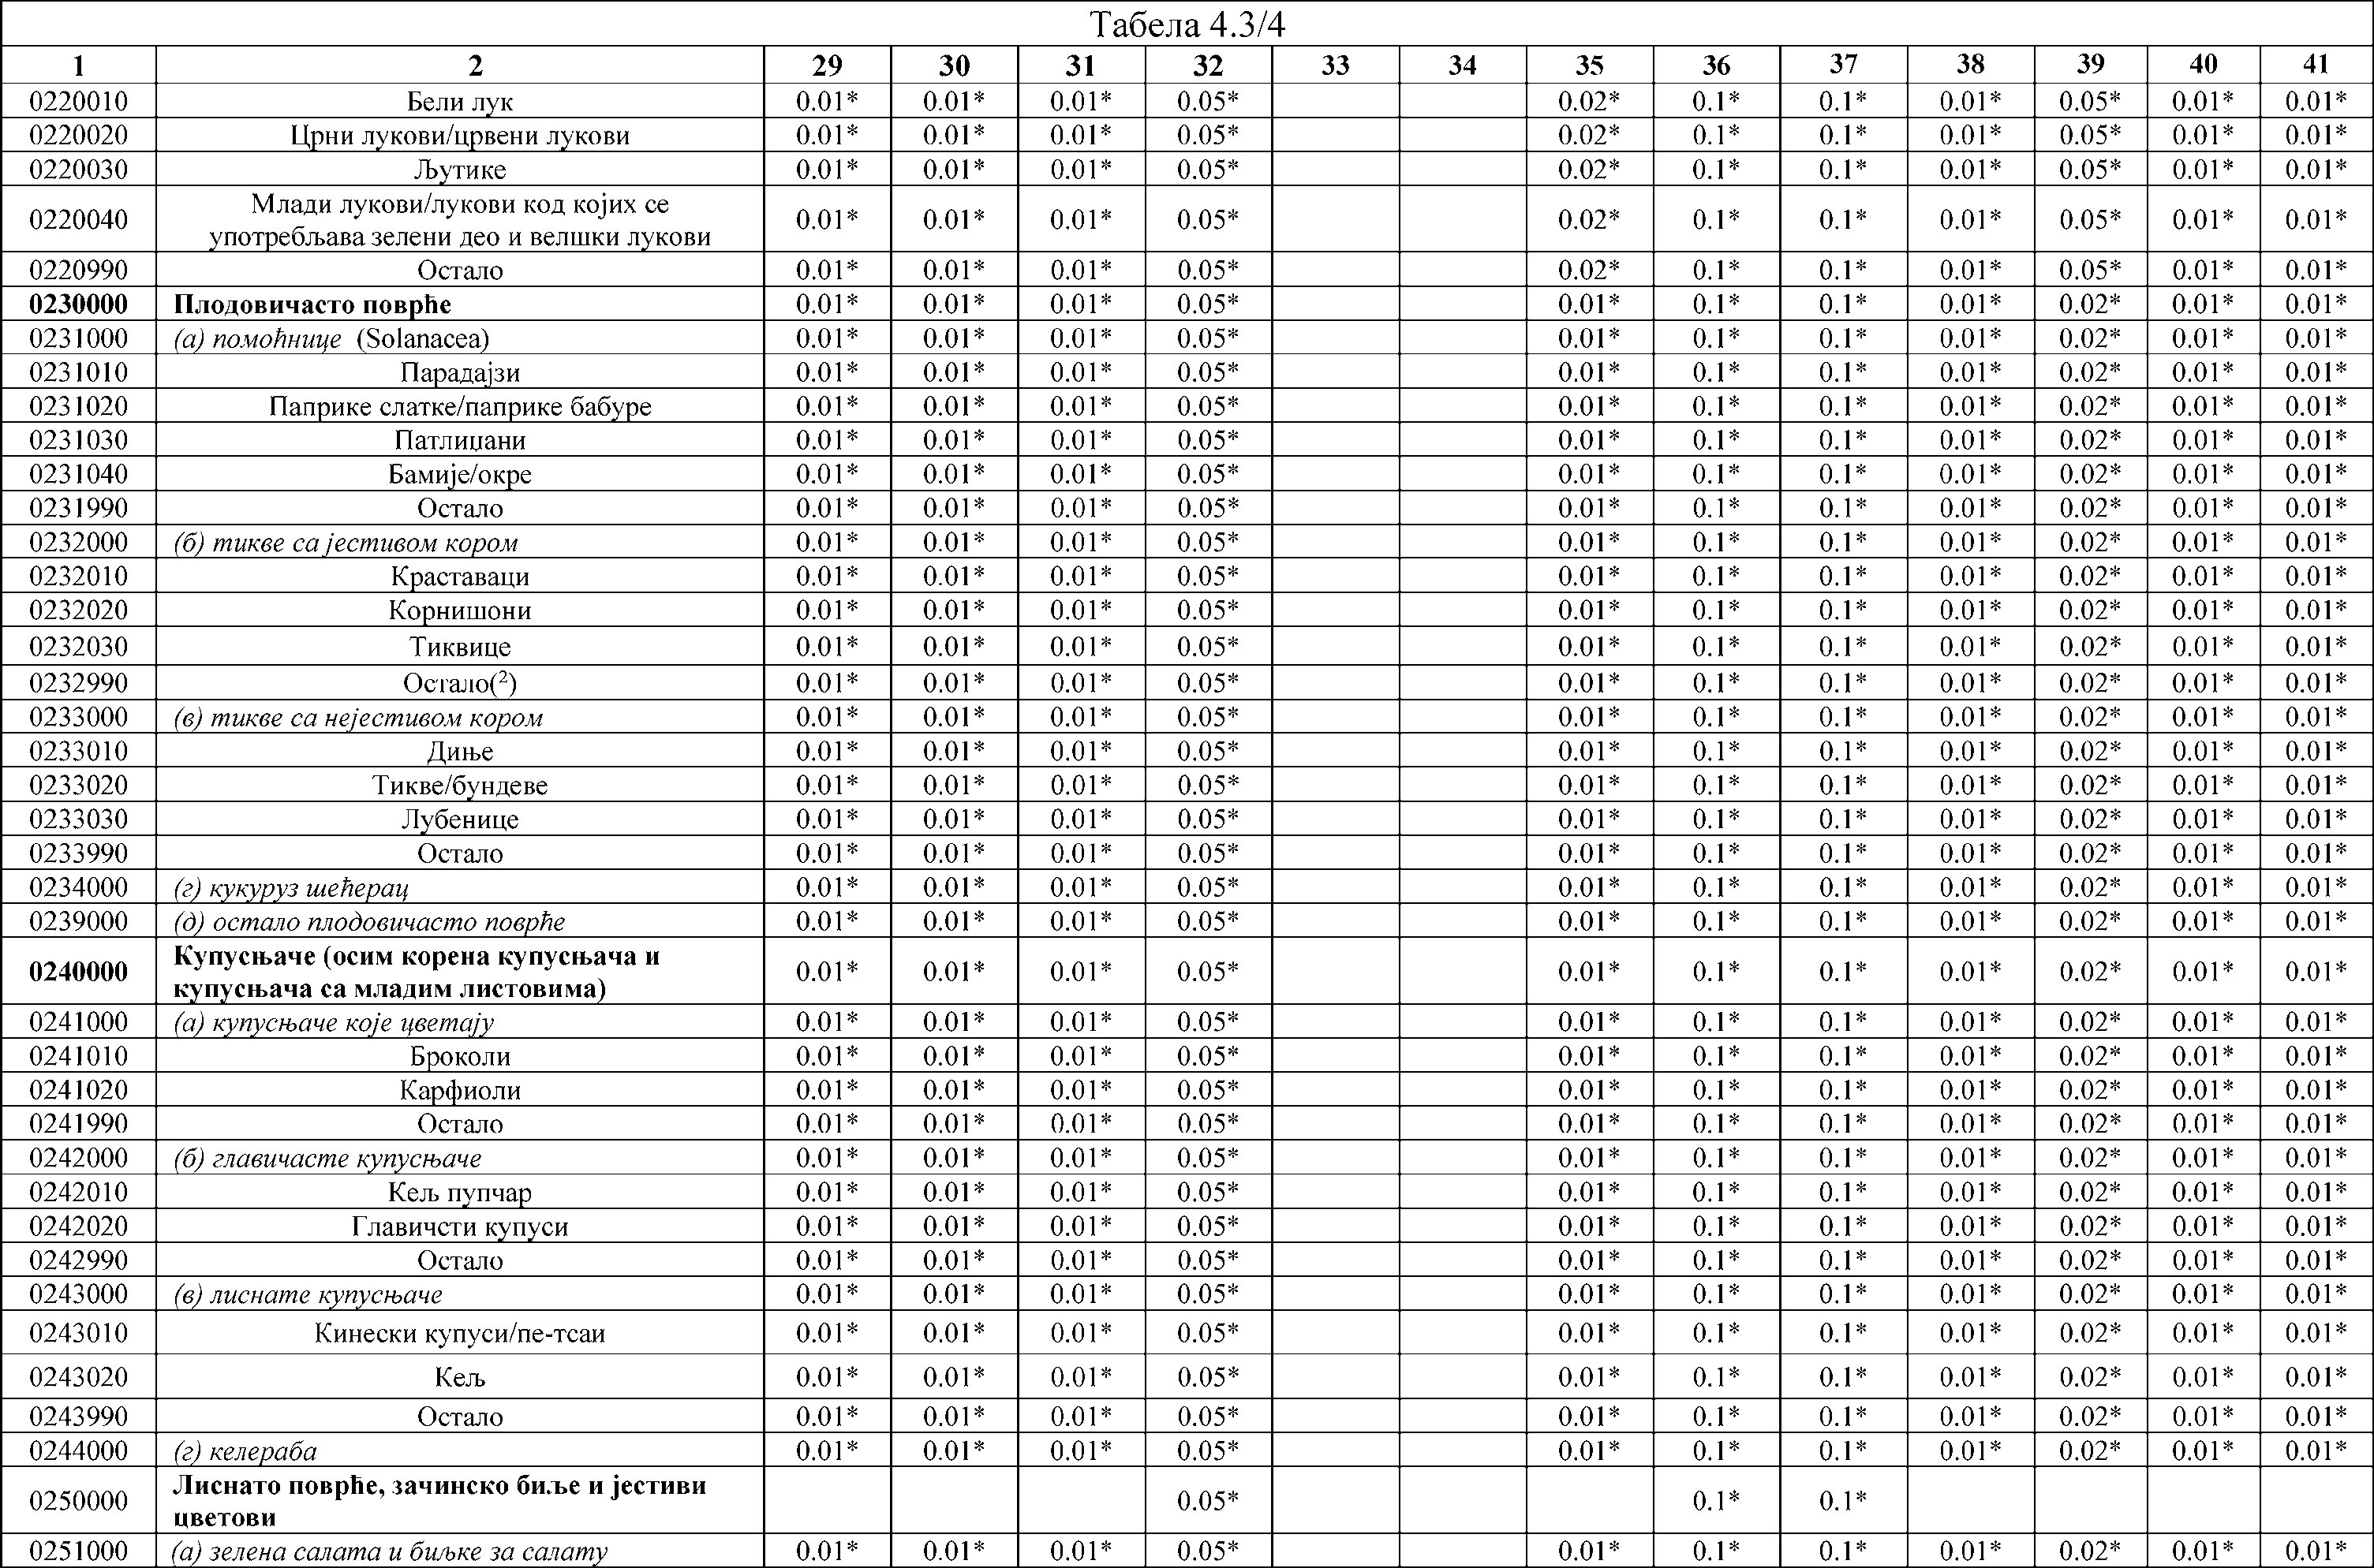 Табела 4.3/4
1 2 29 30 31 32 33 34 35 36 37 38 39 40 41
0220010 Бели лук 0.01* 0.01* 0.01* 0.05* 0.02* 0.1* 0.1* 0.01* 0.05* 0.01* 0.01*
0220020 Црни лукови/црвени лукови 0.01* 0.01* 0.01* 0.05* 0.02* 0.1* 0.1* 0.01* 0.05* 0.01* 0.01*
0220030 Љутике 0.01* 0.01* 0.01* 0.05* 0.02* 0.1* 0.1* 0.01* 0.05* 0.01* 0.01*
0220040 Млади лукови/лукови код којих се
употребљава зелени део и велшки лукови 0.01* 0.01* 0.01* 0.05* 0.02* 0.1* 0.1* 0.01* 0.05* 0.01* 0.01*
0220990 Остало 0.01* 0.01* 0.01* 0.05* 0.02* 0.1* 0.1* 0.01* 0.05* 0.01* 0.01*
0230000 Плодовичасто поврће 0.01* 0.01* 0.01* 0.05* 0.01* 0.1* 0.1* 0.01* 0.02* 0.01* 0.01*
0231000 (а) помоћнице (Solanacea) 0.01* 0.01* 0.01* 0.05* 0.01* 0.1* 0.1* 0.01* 0.02* 0.01* 0.01*
0231010 Парадајзи 0.01* 0.01* 0.01* 0.05* 0.01* 0.1* 0.1* 0.01* 0.02* 0.01* 0.01*
0231020 Паприке слатке/паприке бабуре 0.01* 0.01* 0.01* 0.05* 0.01* 0.1* 0.1* 0.01* 0.02* 0.01* 0.01*
0231030 Патлиџани 0.01* 0.01* 0.01* 0.05* 0.01* 0.1* 0.1* 0.01* 0.02* 0.01* 0.01*
0231040 Бамије/окре 0.01* 0.01* 0.01* 0.05* 0.01* 0.1* 0.1* 0.01* 0.02* 0.01* 0.01*
0231990 Остало 0.01* 0.01* 0.01* 0.05* 0.01* 0.1* 0.1* 0.01* 0.02* 0.01* 0.01*
0232000 (б) тикве са јестивом кором 0.01* 0.01* 0.01* 0.05* 0.01* 0.1* 0.1* 0.01* 0.02* 0.01* 0.01*
0232010 Краставаци 0.01* 0.01* 0.01* 0.05* 0.01* 0.1* 0.1* 0.01* 0.02* 0.01* 0.01*
0232020 Корнишони 0.01* 0.01* 0.01* 0.05* 0.01* 0.1* 0.1* 0.01* 0.02* 0.01* 0.01*
0232030 Тиквице 0.01* 0.01* 0.01* 0.05* 0.01* 0.1* 0.1* 0.01* 0.02* 0.01* 0.01*
0232990 Остало(²) 0.01* 0.01* 0.01* 0.05* 0.01* 0.1* 0.1* 0.01* 0.02* 0.01* 0.01*
0233000 (в) тикве са нејестивом кором 0.01* 0.01* 0.01* 0.05* 0.01* 0.1* 0.1* 0.01* 0.02* 0.01* 0.01*
0233010 Диње 0.01* 0.01* 0.01* 0.05* 0.01* 0.1* 0.1* 0.01* 0.02* 0.01* 0.01*
0233020 Тикве/бундеве 0.01* 0.01* 0.01* 0.05* 0.01* 0.1* 0.1* 0.01* 0.02* 0.01* 0.01*
0233030 Лубенице 0.01* 0.01* 0.01* 0.05* 0.01* 0.1* 0.1* 0.01* 0.02* 0.01* 0.01*
0233990 Остало 0.01* 0.01* 0.01* 0.05* 0.01* 0.1* 0.1* 0.01* 0.02* 0.01* 0.01*
0234000 (г) кукуруз шећерац 0.01* 0.01* 0.01* 0.05* 0.01* 0.1* 0.1* 0.01* 0.02* 0.01* 0.01*
0239000 (д) остало плодовичасто поврће 0.01* 0.01* 0.01* 0.05* 0.01* 0.1* 0.1* 0.01* 0.02* 0.01* 0.01*
0240000 Купусњаче (осим корена купусњача и
купусњача са младим листовима) 0.01* 0.01* 0.01* 0.05* 0.01* 0.1* 0.1* 0.01* 0.02* 0.01* 0.01*
0241000 (а) купусњаче које цветају 0.01* 0.01* 0.01* 0.05* 0.01* 0.1* 0.1* 0.01* 0.02* 0.01* 0.01*
0241010 Броколи 0.01* 0.01* 0.01* 0.05* 0.01* 0.1* 0.1* 0.01* 0.02* 0.01* 0.01*
0241020 Карфиоли 0.01* 0.01* 0.01* 0.05* 0.01* 0.1* 0.1* 0.01* 0.02* 0.01* 0.01*
0241990 Остало 0.01* 0.01* 0.01* 0.05* 0.01* 0.1* 0.1* 0.01* 0.02* 0.01* 0.01*
0242000 (б) главичасте купусњаче 0.01* 0.01* 0.01* 0.05* 0.01* 0.1* 0.1* 0.01* 0.02* 0.01* 0.01*
0242010 Кељ пупчар 0.01* 0.01* 0.01* 0.05* 0.01* 0.1* 0.1* 0.01* 0.02* 0.01* 0.01*
0242020 Главичсти купуси 0.01* 0.01* 0.01* 0.05* 0.01* 0.1* 0.1* 0.01* 0.02* 0.01* 0.01*
0242990 Остало 0.01* 0.01* 0.01* 0.05* 0.01* 0.1* 0.1* 0.01* 0.02* 0.01* 0.01*
0243000 (в) лиснате купусњаче 0.01* 0.01* 0.01* 0.05* 0.01* 0.1* 0.1* 0.01* 0.02* 0.01* 0.01*
0243010 Кинески купуси/пе-тсаи 0.01* 0.01* 0.01* 0.05* 0.01* 0.1* 0.1* 0.01* 0.02* 0.01* 0.01*
0243020 Кељ 0.01* 0.01* 0.01* 0.05* 0.01* 0.1* 0.1* 0.01* 0.02* 0.01* 0.01*
0243990 Остало 0.01* 0.01* 0.01* 0.05* 0.01* 0.1* 0.1* 0.01* 0.02* 0.01* 0.01*
0244000 (г) келераба 0.01* 0.01* 0.01* 0.05* 0.01* 0.1* 0.1* 0.01* 0.02* 0.01* 0.01*
0250000 Лиснато поврће, зачинско биље и јестиви
цветови 0.05* 0.1* 0.1*
0251000 (а) зелена салата и биљке за салату 0.01* 0.01* 0.01* 0.05* 0.01* 0.1* 0.1* 0.01* 0.01* 0.01* 0.01*